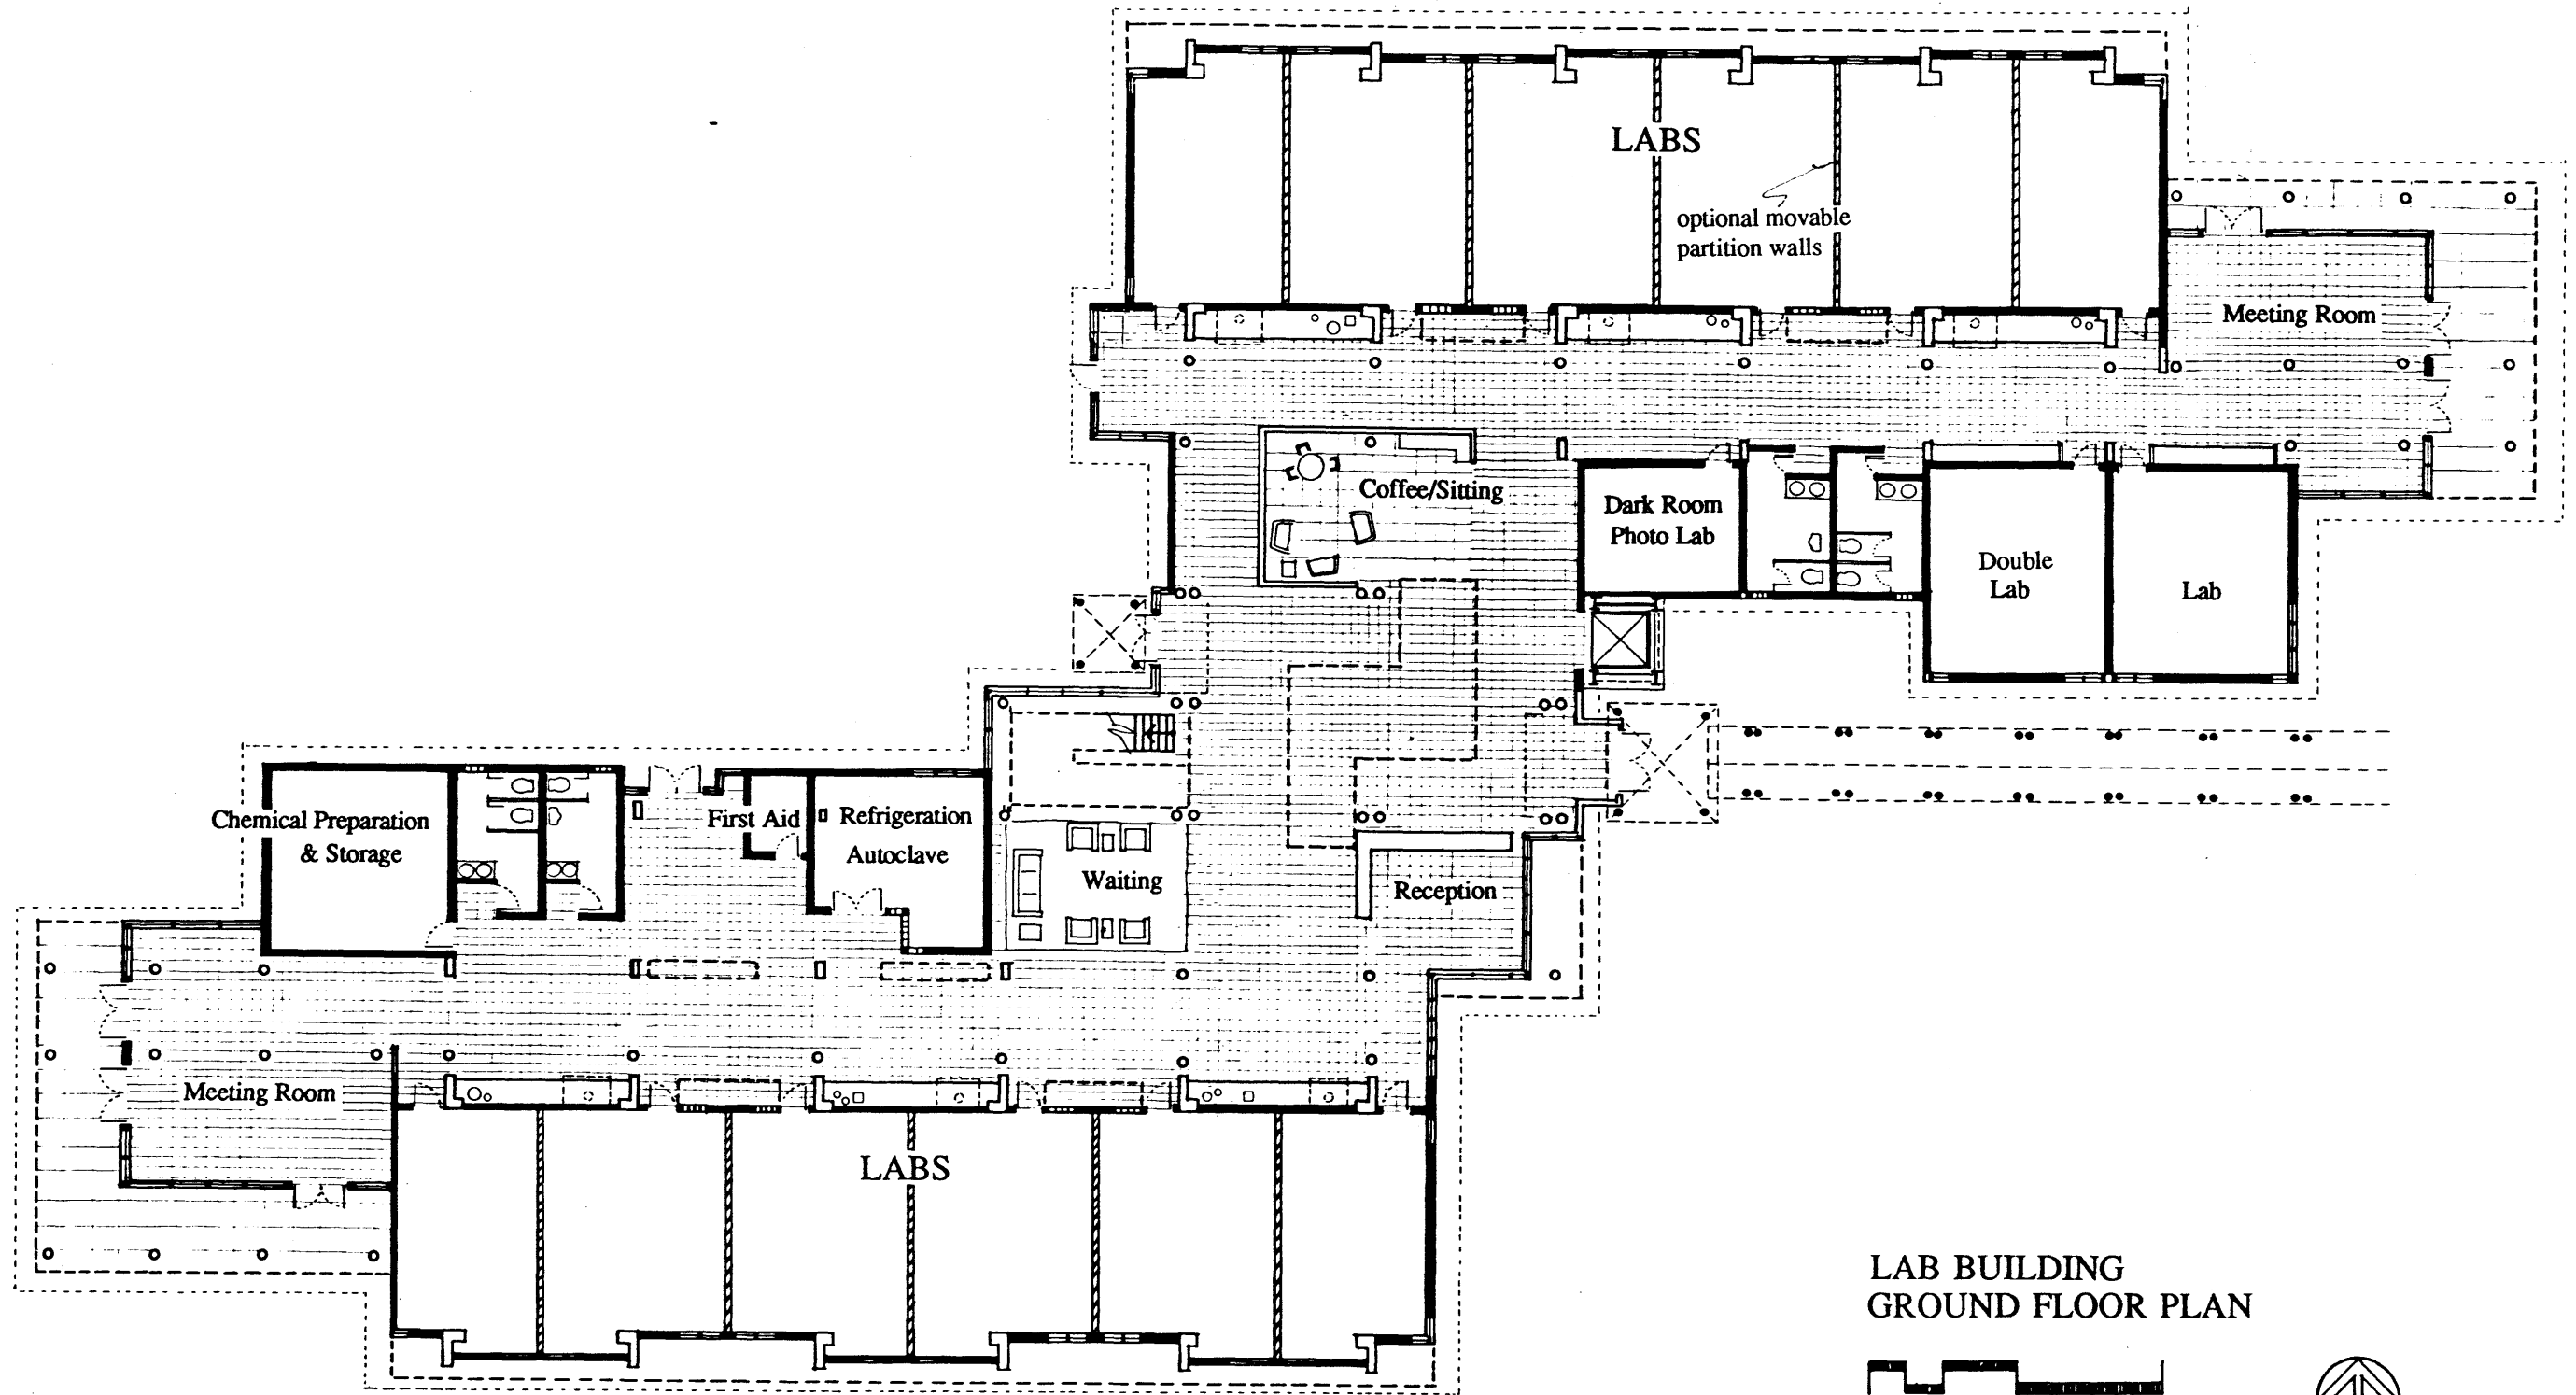 LABS
optional movable
partition walls
Meeting Room
Coffee/Sitting
Dark Room
Photo Lab
Double
Lab
Lab
Chemical Preparation
& Storage
First Aid
Refrigeration
Autoclave
Waiting
Reception
Meeting Room
LABS
LAB BUILDING
GROUND FLOOR PLAN